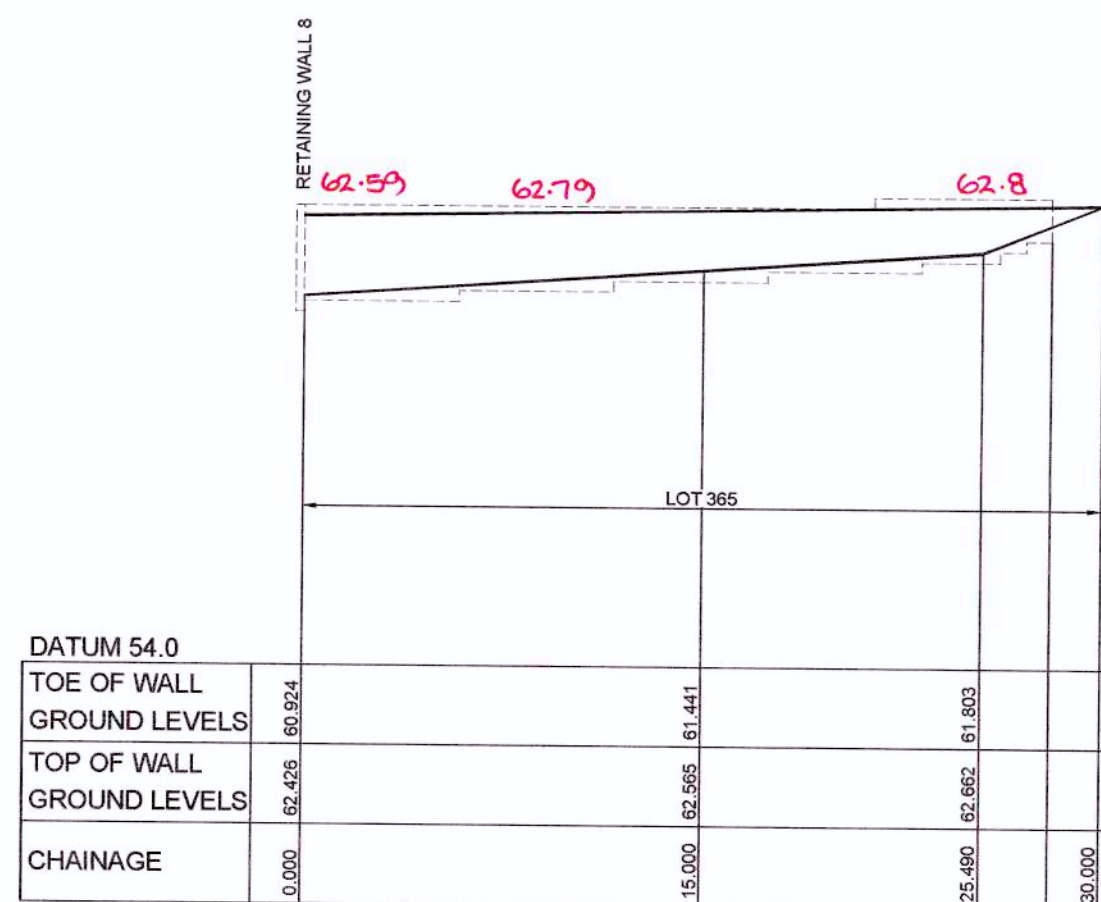 RETAINING WALL 8
62.59
62.79
62.8
LOT 365
DATUM 54.0
TOE OF WALL
GROUND LEVELS
60.924
61.441
61.803
TOP OF WALL
GROUND LEVELS
62.426
62.565
62.662
CHAINAGE
0.000
15.000
25.490
30.000